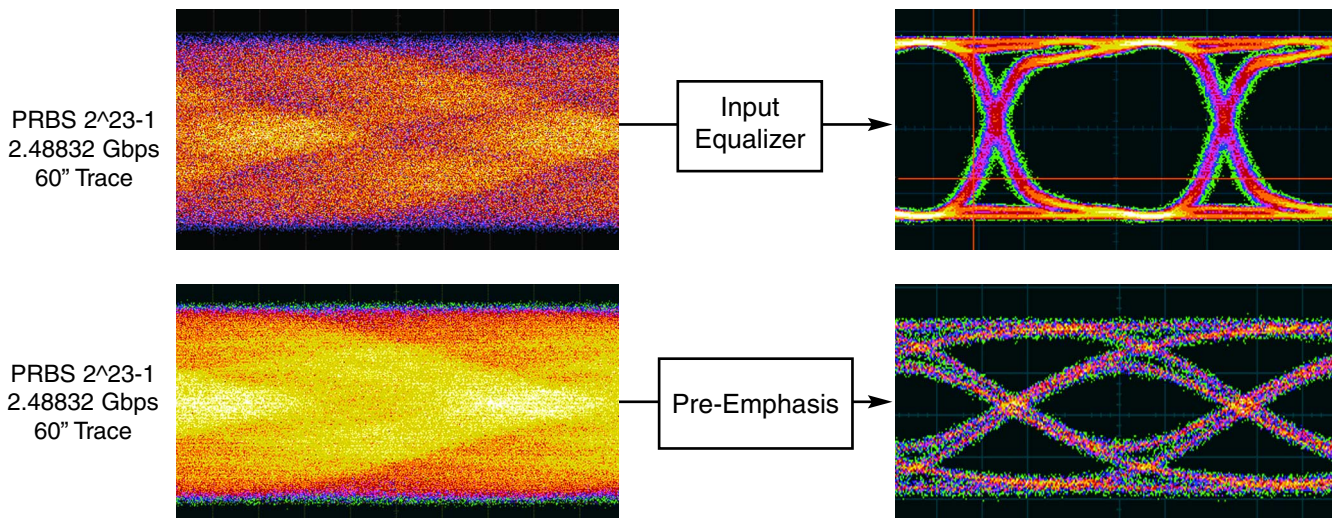 PRBS 2^23-1
2.48832 Gbps
60” Trace
Input
Equalizer
PRBS 2^23-1
2.48832 Gbps
60” Trace
Pre-Emphasis